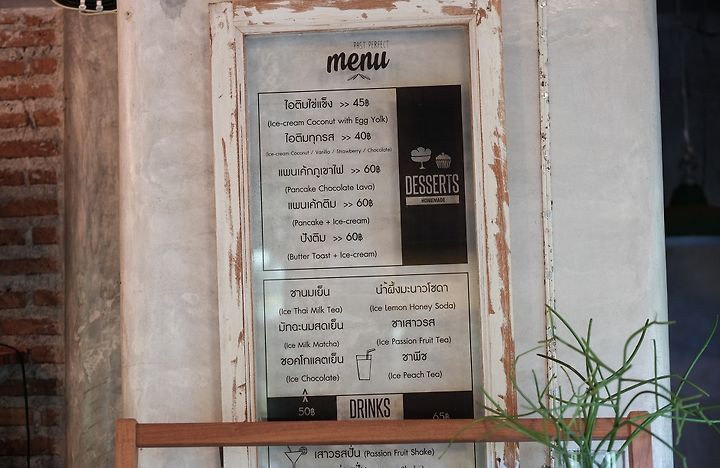 PAST PERFECT
menu
ไอติมไข่แข็ง >> 45฿
(Ice-cream Coconut with Egg Yolk)
ไอติมทุกรส >> 40฿
(Ice-cream Coconut / Vanilla / Strawberry / Chocolate)
แพนเค้กภูเขาไฟ >> 60฿
(Pancake Chocolate Lava)
แพนเค้กติม >> 60฿
(Pancake + Ice-cream)
ปังติม >> 60฿
(Butter Toast + Ice-cream)
DESSERTS
HOMEMADE
ชานมเย็น
(Ice Thai Milk Tea)
มัทฉะนมสดเย็น
(Ice Milk Matcha)
ชอคโกแลตเย็น
(Ice Chocolate)
50฿
น้ำผึ้งมะนาวโซดา
(Ice Lemon Honey Soda)
ชาเสาวรส
(Ice Passion Fruit Tea)
ชาพีช
(Ice Peach Tea)
DRINKS
65฿
เสาวรสปั่น (Passion Fruit Shake)